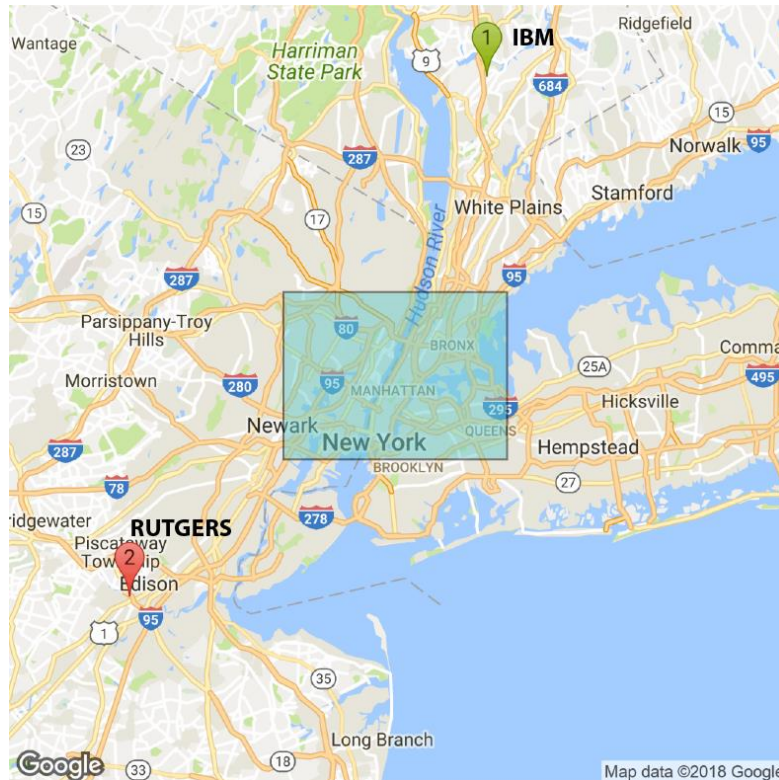 Wantage
Harriman
State Park
9
1
IBM
Ridgefield
684
15
23
287
Norwalk
95
15
17
White Plains
Stamford
Hudson River
287
95
Parsippany-Troy
Hills
80
BRONX
25A
Comma
Morristown
280
95
MANHATTAN
495
295
Hicksville
Newark
New York
QUEENS
287
Hempstead
BROOKLYN
78
27
ridgewater
RUTGERS
278
Piscataway
Township
2
Edison
95
1
35
Long Branch
Google
33
18
Map data ©2018 Google